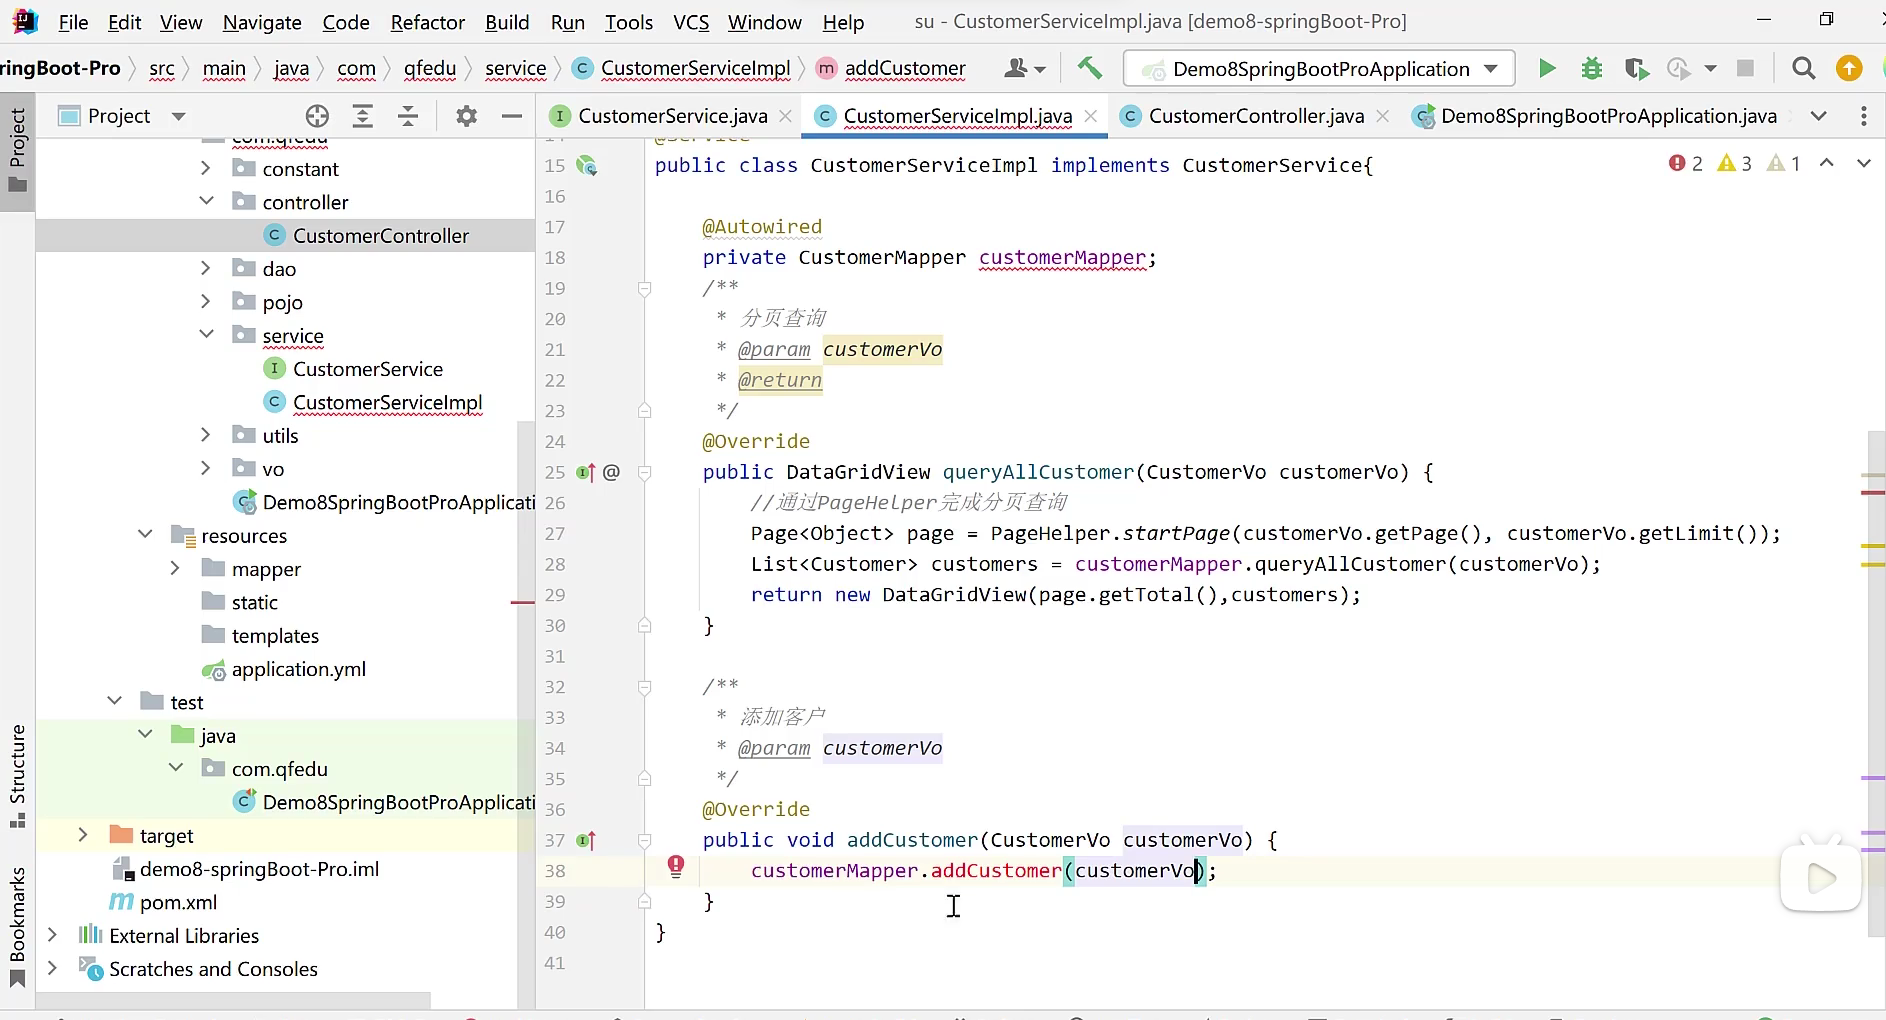 File Edit View Navigate Code Refactor Build Run Tools VCS Window Help su - CustomerServiceImpl.java [demo8-springBoot-Pro]
ringBoot-Pro src main java com qfedu service CustomerServiceImpl addCustomer Demo8SpringBootProApplication
Project
CustomerService.java CustomerServiceImpl.java CustomerController.java Demo8SpringBootProApplication.java
Project
Structure
Bookmarks
com.qfedu
constant
controller
CustomerController
dao
pojo
service
CustomerService
CustomerServiceImpl
utils
vo
Demo8SpringBootProApplicati
resources
mapper
static
templates
application.yml
test
java
com.qfedu
Demo8SpringBootProApplicati
target
demo8-springBoot-Pro.iml
pom.xml
External Libraries
Scratches and Consoles
2 3 1
14 @Service
15 public class CustomerServiceImpl implements CustomerService{
16
17 @Autowired
18 private CustomerMapper customerMapper;
19 /**
20 * 分页查询
21 * @param customerVo
22 * @return
23 */
24 @Override
25 @ public DataGridView queryAllCustomer(CustomerVo customerVo) {
26 //通过PageHelper完成分页查询
27 Page<Object> page = PageHelper.startPage(customerVo.getPage(), customerVo.getLimit());
28 List<Customer> customers = customerMapper.queryAllCustomer(customerVo);
29 return new DataGridView(page.getTotal(),customers);
30 }
31
32 /**
33 * 添加客户
34 * @param customerVo
35 */
36 @Override
37 public void addCustomer(CustomerVo customerVo) {
38 customerMapper.addCustomer(customerVo);
39 }
40 }
41